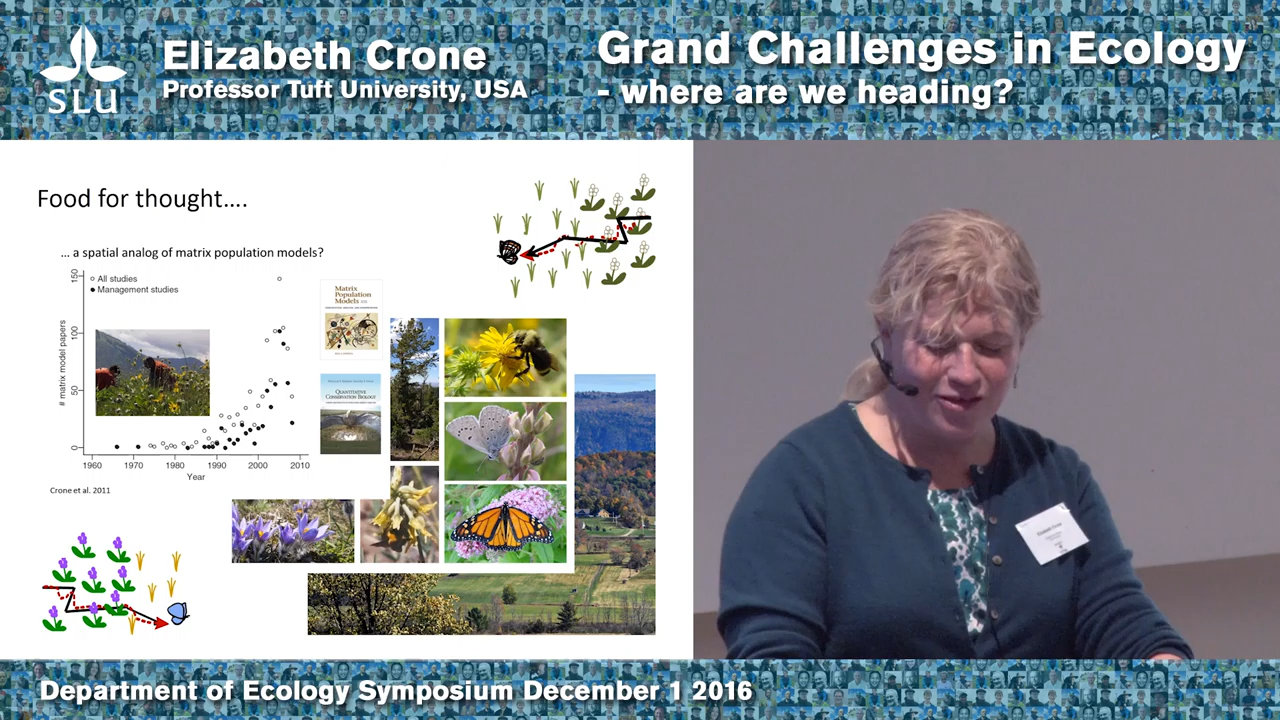 SLU
Elizabeth Crone
Professor Tuft University, USA
Grand Challenges in Ecology
- where are we heading?
Food for thought....
... a spatial analog of matrix population models?
150
100
50
0
# matrix model papers
All studies
Management studies
1960 1970 1980 1990 2000 2010
Year
Crone et al. 2011
Matrix
Population
Models
QUANTITATIVE
CONSERVATION BIOLOGY
Department of Ecology Symposium December 1 2016